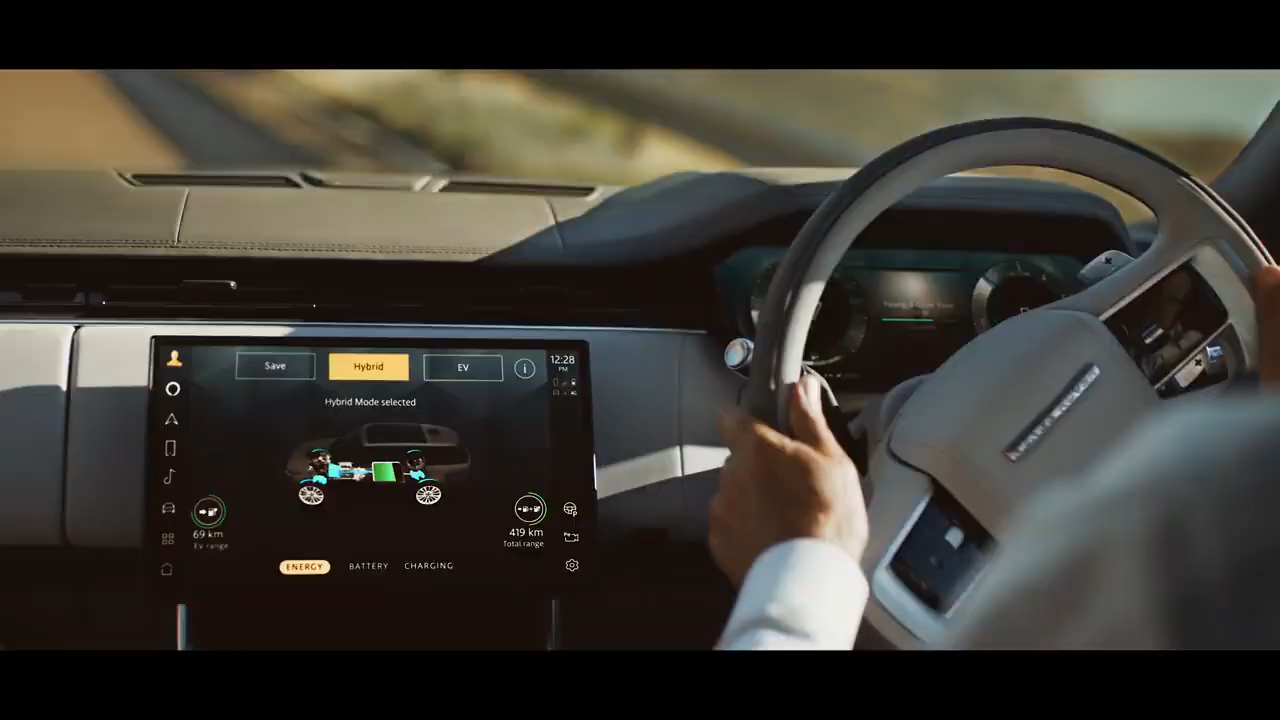 Save
Hybrid
EV
i
12:28
PM
Hybrid Mode selected
69 km
EV range
419 km
Total range
ENERGY
BATTERY
CHARGING